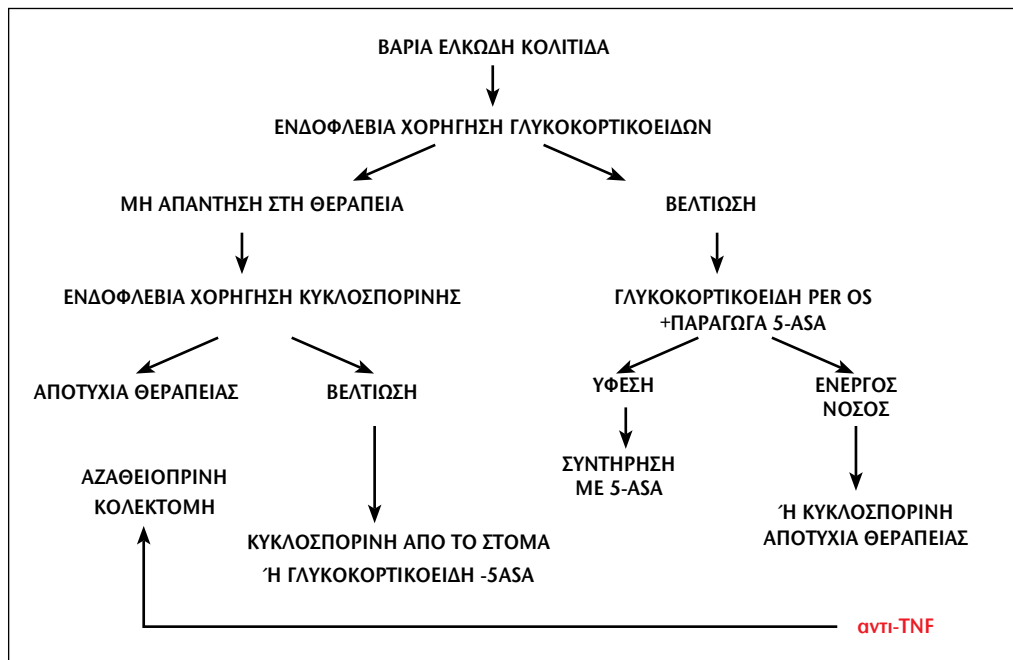 ΒΑΡΙΑ ΕΛΚΩΔΗ ΚΟΛΙΤΙΔΑ
ΕΝΔΟΦΛΕΒΙΑ ΧΟΡΗΓΗΣΗ ΓΛΥΚΟΚΟΡΤΙΚΟΕΙΔΩΝ
ΜΗ ΑΠΑΝΤΗΣΗ ΣΤΗ ΘΕΡΑΠΕΙΑ
ΒΕΛΤΙΩΣΗ
ΕΝΔΟΦΛΕΒΙΑ ΧΟΡΗΓΗΣΗ ΚΥΚΛΟΣΠΟΡΙΝΗΣ
ΓΛΥΚΟΚΟΡΤΙΚΟΕΙΔΗ PER OS
+ΠΑΡΑΓΩΓΑ 5-ASA
ΑΠΟΤΥΧΙΑ ΘΕΡΑΠΕΙΑΣ
ΒΕΛΤΙΩΣΗ
ΥΦΕΣΗ
ΕΝΕΡΓΟΣ
ΝΟΣΟΣ
ΑΖΑΘΕΙΟΠΡΙΝΗ
ΚΟΛΕΚΤΟΜΗ
ΣΥΝΤΗΡΗΣΗ
ΜΕ 5-ASA
Ή ΚΥΚΛΟΣΠΟΡΙΝΗ
ΑΠΟΤΥΧΙΑ ΘΕΡΑΠΕΙΑΣ
ΚΥΚΛΟΣΠΟΡΙΝΗ ΑΠΟ ΤΟ ΣΤΟΜΑ
Ή ΓΛΥΚΟΚΟΡΤΙΚΟΕΙΔΗ -5ASA
αντι-TNF